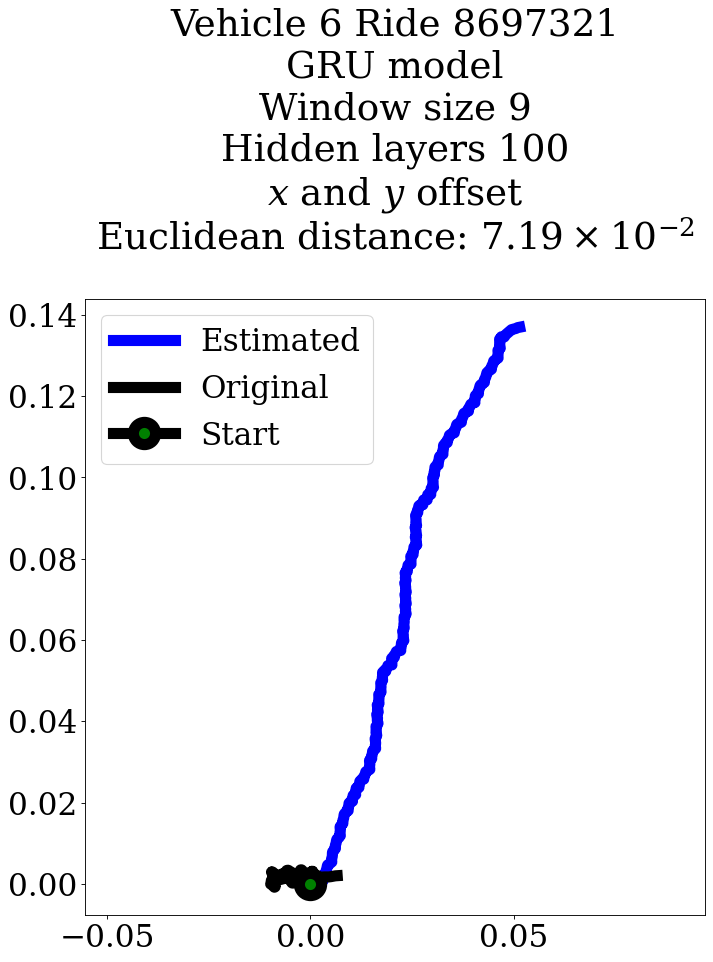 Vehicle 6 Ride 8697321
GRU model
Window size 9
Hidden layers 100
x and y offset
Euclidean distance: 7.19 × 10⁻²
0.14
0.12
0.10
0.08
0.06
0.04
0.02
0.00
Estimated
Original
Start
−0.05
0.00
0.05